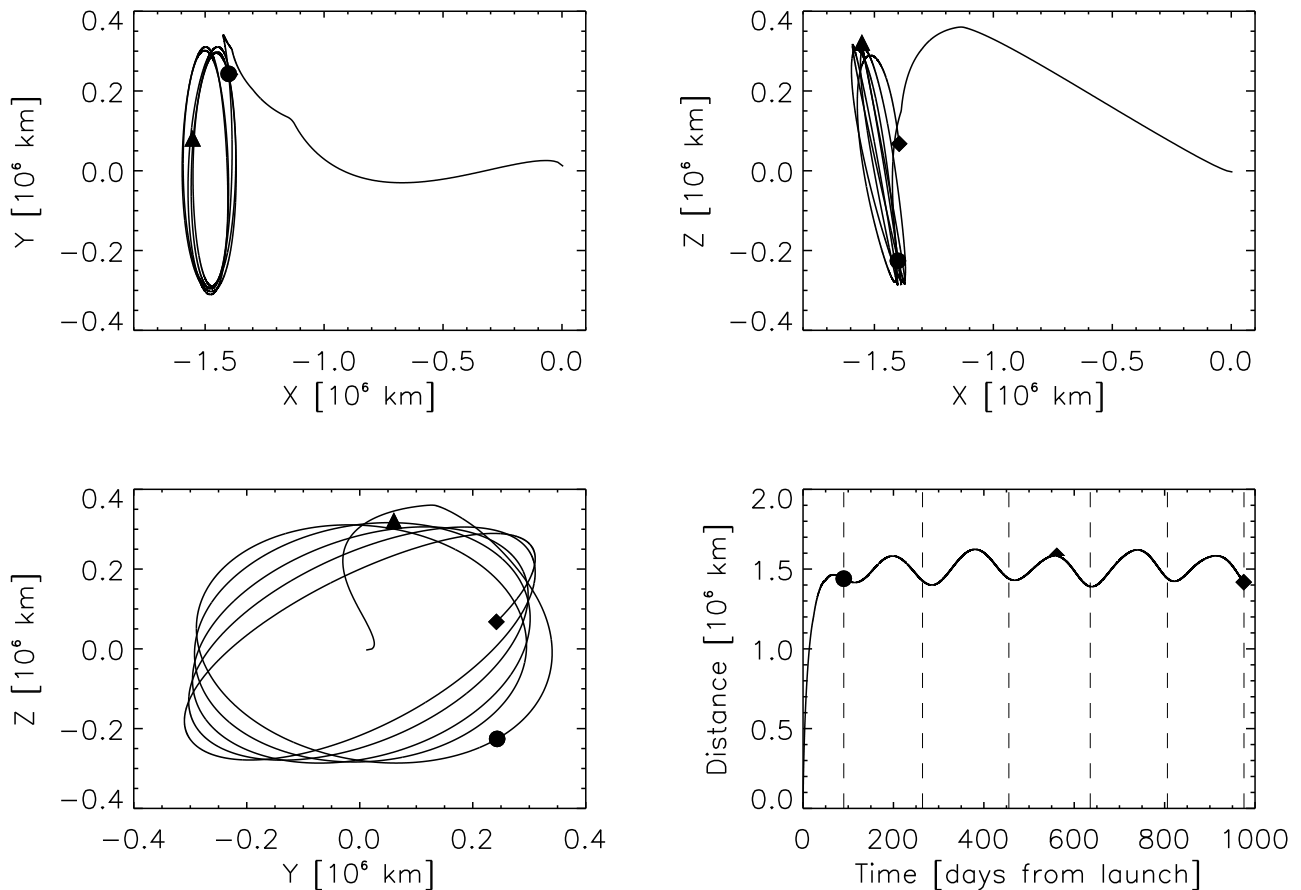 0.4
0.2
0.0
−0.2
−0.4
Y [10⁶ km]
−1.5 −1.0 −0.5 0.0
X [10⁶ km]
0.4
0.2
0.0
−0.2
−0.4
Z [10⁶ km]
−1.5 −1.0 −0.5 0.0
X [10⁶ km]
0.4
0.2
0.0
−0.2
−0.4
Z [10⁶ km]
−0.4 −0.2 0.0 0.2 0.4
Y [10⁶ km]
2.0
1.5
1.0
0.5
0.0
Distance [10⁶ km]
0 200 400 600 800 1000
Time [days from launch]